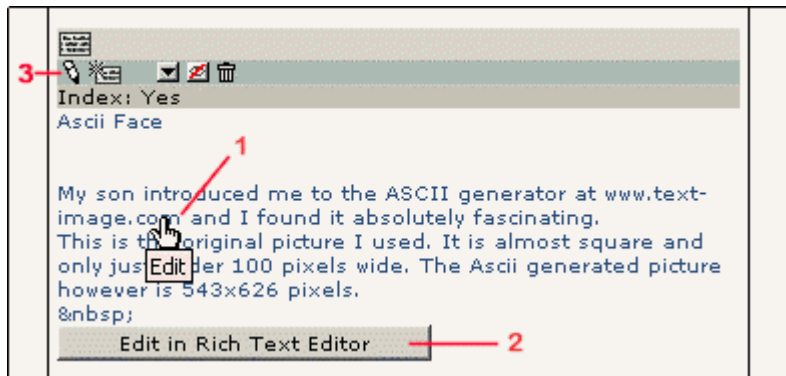 3
Index: Yes
Ascii Face
1
My son introduced me to the ASCII generator at www.text-
image.com and I found it absolutely fascinating.
This is the original picture I used. It is almost square and
only just Edit der 100 pixels wide. The Ascii generated picture
however is 543x626 pixels.
&nbsp;
Edit in Rich Text Editor 2